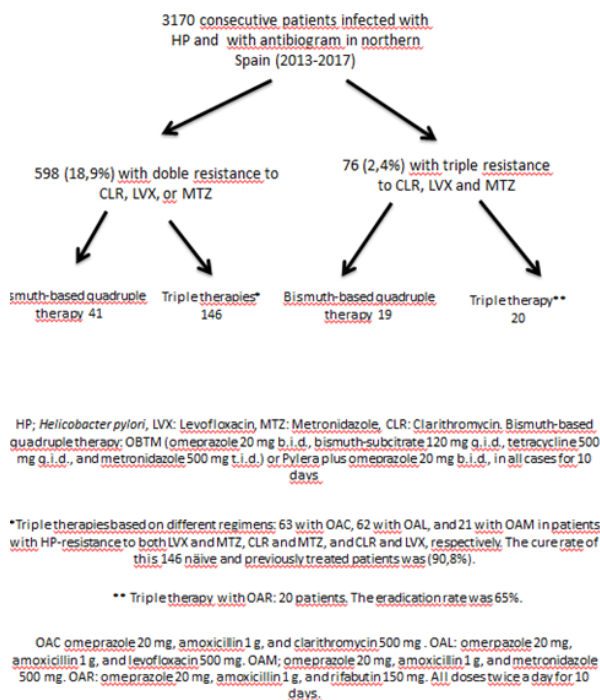 3170 consecutive patients infected with
HP and with antibiogram in northern
Spain (2013-2017)
598 (18,9%) with doble resistance to
CLR, LVX, or MTZ
76 (2,4%) with triple resistance
to CLR, LVX and MTZ
smuth-based quadruple
therapy 41
Triple therapies*
146
Bismuth-based quadruple
therapy 19
Triple therapy**
20
HP; Helicobacter pylori, LVX: Levofloxacin, MTZ: Metronidazole, CLR: Clarithromycin. Bismuth-based
quadruple therapy: OBTM (omeprazole 20 mg b.i.d., bismuth-subcitrate 120 mg q.i.d., tetracycline 500
mg q.i.d., and metronidazole 500 mg t.i.d.) or Pylera plus omeprazole 20 mg b.i.d., in all cases for 10
days
*Triple therapies based on different regimens: 63 with OAC, 62 with OAL, and 21 with OAM in patients
with HP-resistance to both LVX and MTZ, CLR and MTZ, and CLR and LVX, respectively. The cure rate of
this 146 näive and previously treated patients was (90,8%).
** Triple therapy with OAR: 20 patients. The eradication rate was 65%.
OAC omeprazole 20 mg, amoxicillin 1 g, and clarithromycin 500 mg . OAL: omerpazole 20 mg,
amoxicillin 1 g, and levofloxacin 500 mg. OAM; omeprazole 20 mg, amoxicillin 1 g, and metronidazole
500 mg. OAR: omeprazole 20 mg, amoxicillin 1 g, and rifabutin 150 mg. All doses twice a day for 10
days.